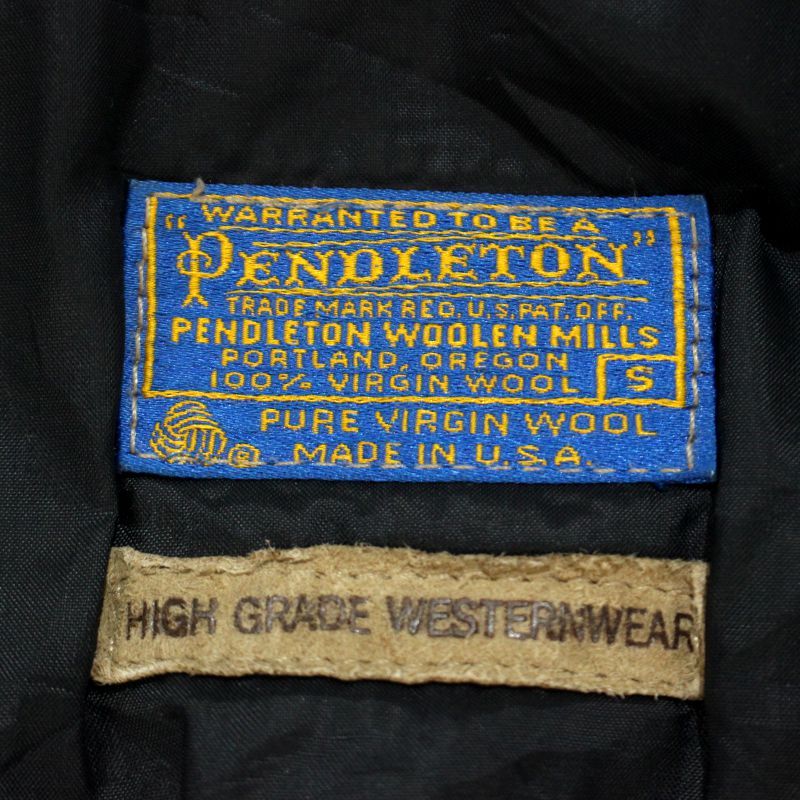 WARRANTED TO BE A
"PENDLETON"
TRADE MARK REG. U.S. PAT. OFF.
PENDLETON WOOLEN MILLS
PORTLAND, OREGON
100% VIRGIN WOOL S
PURE VIRGIN WOOL
© MADE IN U.S.A.
HIGH GRADE WESTERNWEAR